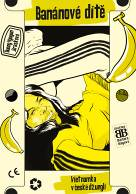 Banánové dítě
Vietnamka
v české džungli
CE